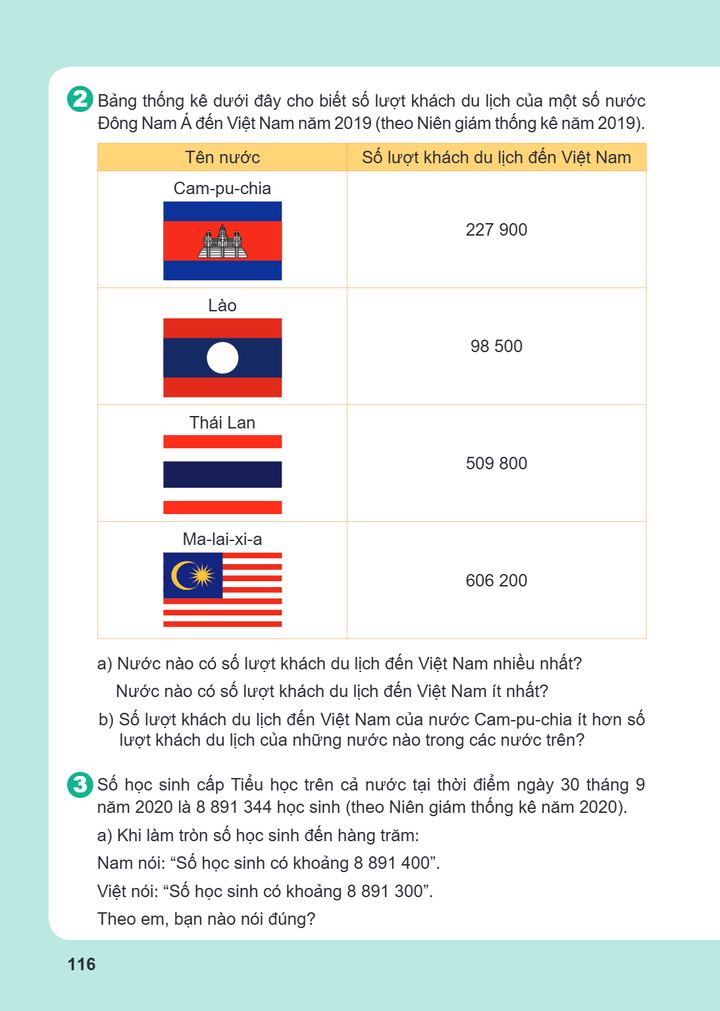 2 Bảng thống kê dưới đây cho biết số lượt khách du lịch của một số nước
Đông Nam Á đến Việt Nam năm 2019 (theo Niên giám thống kê năm 2019).
Tên nước Số lượt khách du lịch đến Việt Nam
Cam-pu-chia
227 900
Lào
98 500
Thái Lan
509 800
Ma-lai-xi-a
606 200
a) Nước nào có số lượt khách du lịch đến Việt Nam nhiều nhất?
Nước nào có số lượt khách du lịch đến Việt Nam ít nhất?
b) Số lượt khách du lịch đến Việt Nam của nước Cam-pu-chia ít hơn số
lượt khách du lịch của những nước nào trong các nước trên?
3 Số học sinh cấp Tiểu học trên cả nước tại thời điểm ngày 30 tháng 9
năm 2020 là 8 891 344 học sinh (theo Niên giám thống kê năm 2020).
a) Khi làm tròn số học sinh đến hàng trăm:
Nam nói: “Số học sinh có khoảng 8 891 400”.
Việt nói: “Số học sinh có khoảng 8 891 300”.
Theo em, bạn nào nói đúng?
116